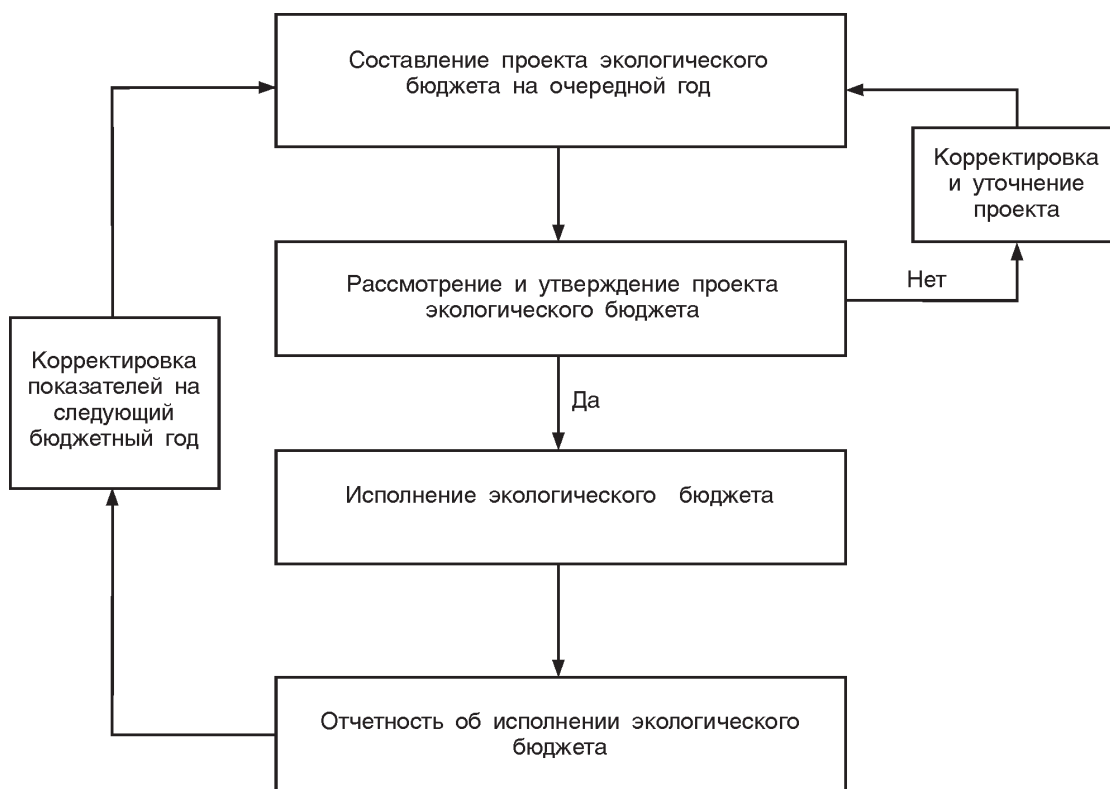 Составление проекта экологического
бюджета на очередной год
Корректировка
и уточнение
проекта
Рассмотрение и утверждение проекта
экологического бюджета
Нет
Корректировка
показателей на
следующий
бюджетный год
Да
Исполнение экологического бюджета
Отчетность об исполнении экологического
бюджета